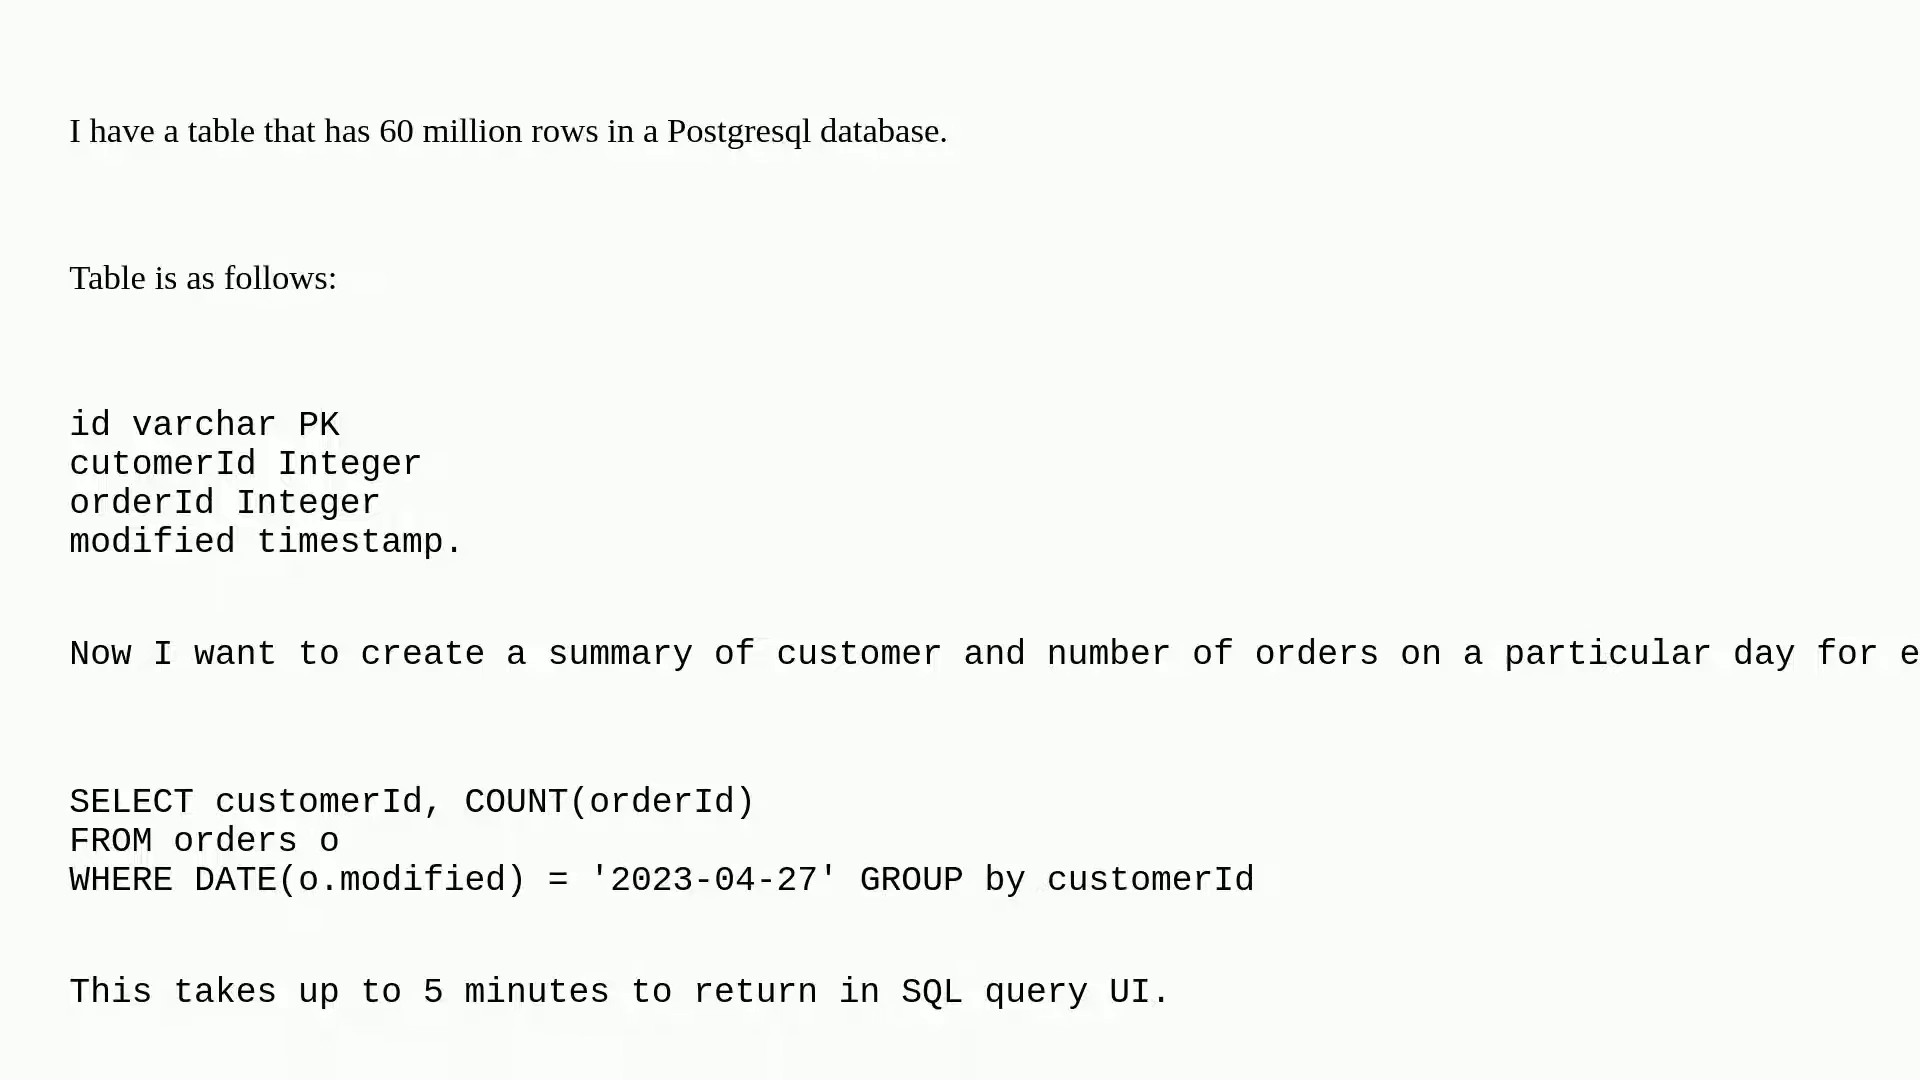 I have a table that has 60 million rows in a Postgresql database.
Table is as follows:
id varchar PK
cutomerId Integer
orderId Integer
modified timestamp.
Now I want to create a summary of customer and number of orders on a particular day for e
SELECT customerId, COUNT(orderId)
FROM orders o
WHERE DATE(o.modified) = '2023-04-27' GROUP by customerId
This takes up to 5 minutes to return in SQL query UI.